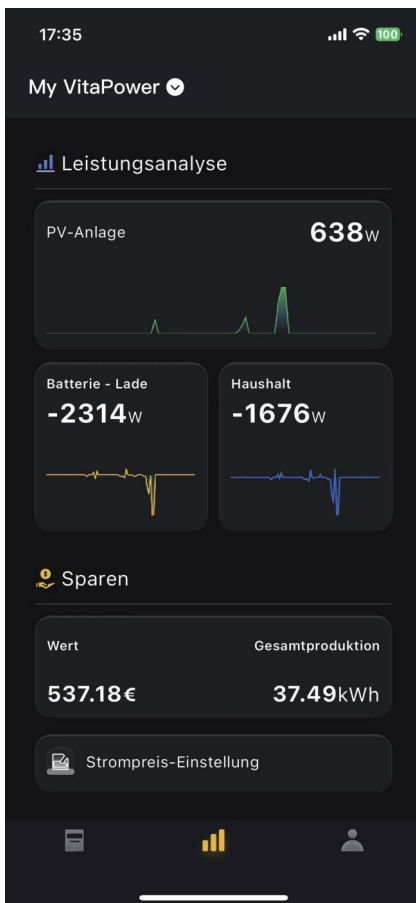 17:35
100
My VitaPower
Leistungsanalyse
PV-Anlage
638W
Batterie - Lade
-2314W
Haushalt
-1676W
Sparen
Wert
Gesamtproduktion
537.18€
37.49kWh
Strompreis-Einstellung